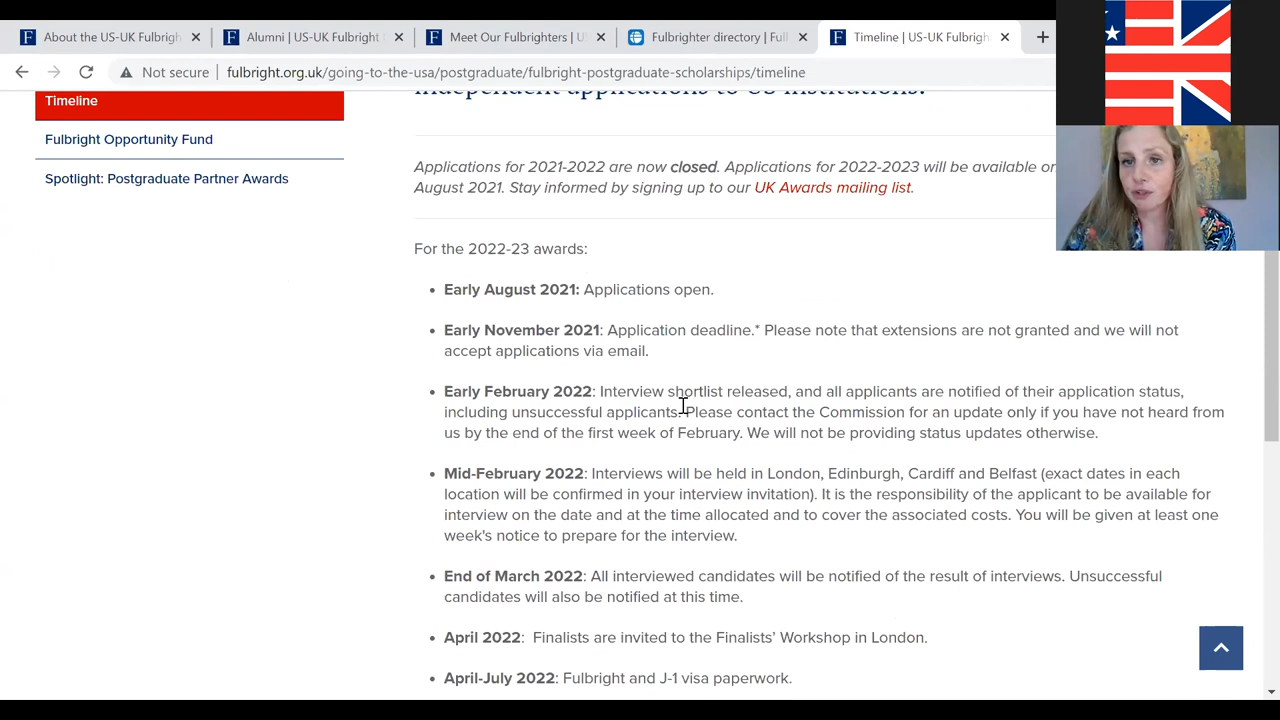 About the US-UK Fulbrigh
Alumni | US-UK Fulbright
Meet Our Fulbrighters | U
Fulbrighter directory | Ful
Timeline | US-UK Fulbrigh
Not secure
fulbright.org.uk/going-to-the-usa/postgraduate/fulbright-postgraduate-scholarships/timeline
Timeline
Fulbright Opportunity Fund
Spotlight: Postgraduate Partner Awards
independent applications to US institutions.
Applications for 2021-2022 are now closed. Applications for 2022-2023 will be available
August 2021. Stay informed by signing up to our UK Awards mailing list.
For the 2022-23 awards:
• Early August 2021: Applications open.
• Early November 2021: Application deadline.* Please note that extensions are not granted and we will not
accept applications via email.
• Early February 2022: Interview shortlist released, and all applicants are notified of their application status,
including unsuccessful applicants. Please contact the Commission for an update only if you have not heard from
us by the end of the first week of February. We will not be providing status updates otherwise.
• Mid-February 2022: Interviews will be held in London, Edinburgh, Cardiff and Belfast (exact dates in each
location will be confirmed in your interview invitation). It is the responsibility of the applicant to be available for
interview on the date and at the time allocated and to cover the associated costs. You will be given at least one
week's notice to prepare for the interview.
• End of March 2022: All interviewed candidates will be notified of the result of interviews. Unsuccessful
candidates will also be notified at this time.
• April 2022: Finalists are invited to the Finalists' Workshop in London.
• April-July 2022: Fulbright and J-1 visa paperwork.